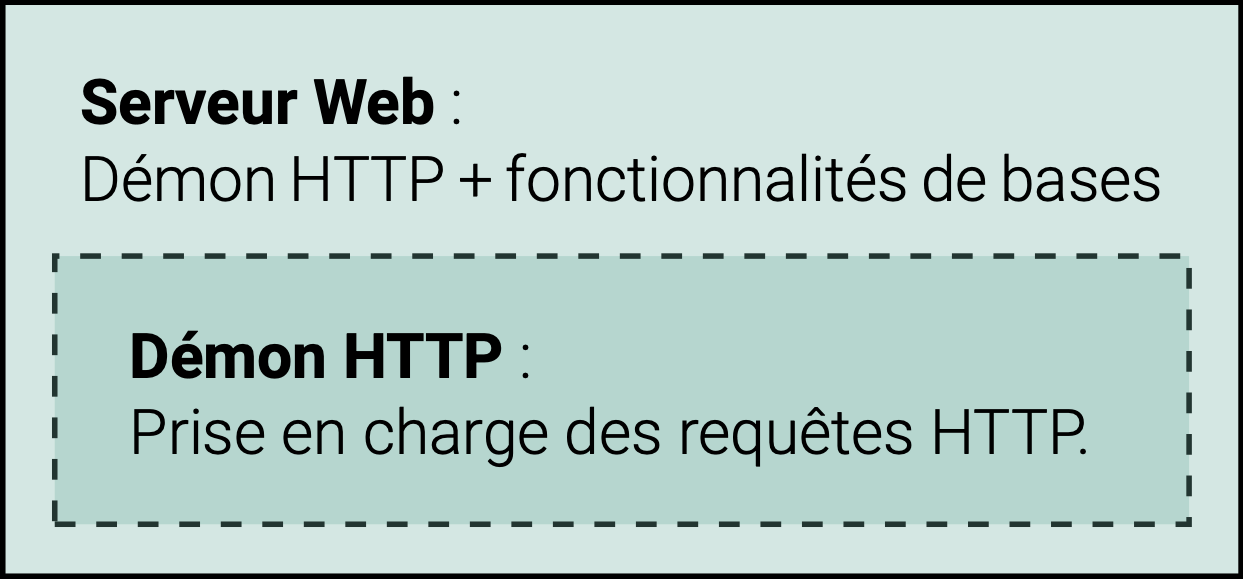 Serveur Web :
Démon HTTP + fonctionnalités de bases
Démon HTTP :
Prise en charge des requêtes HTTP.